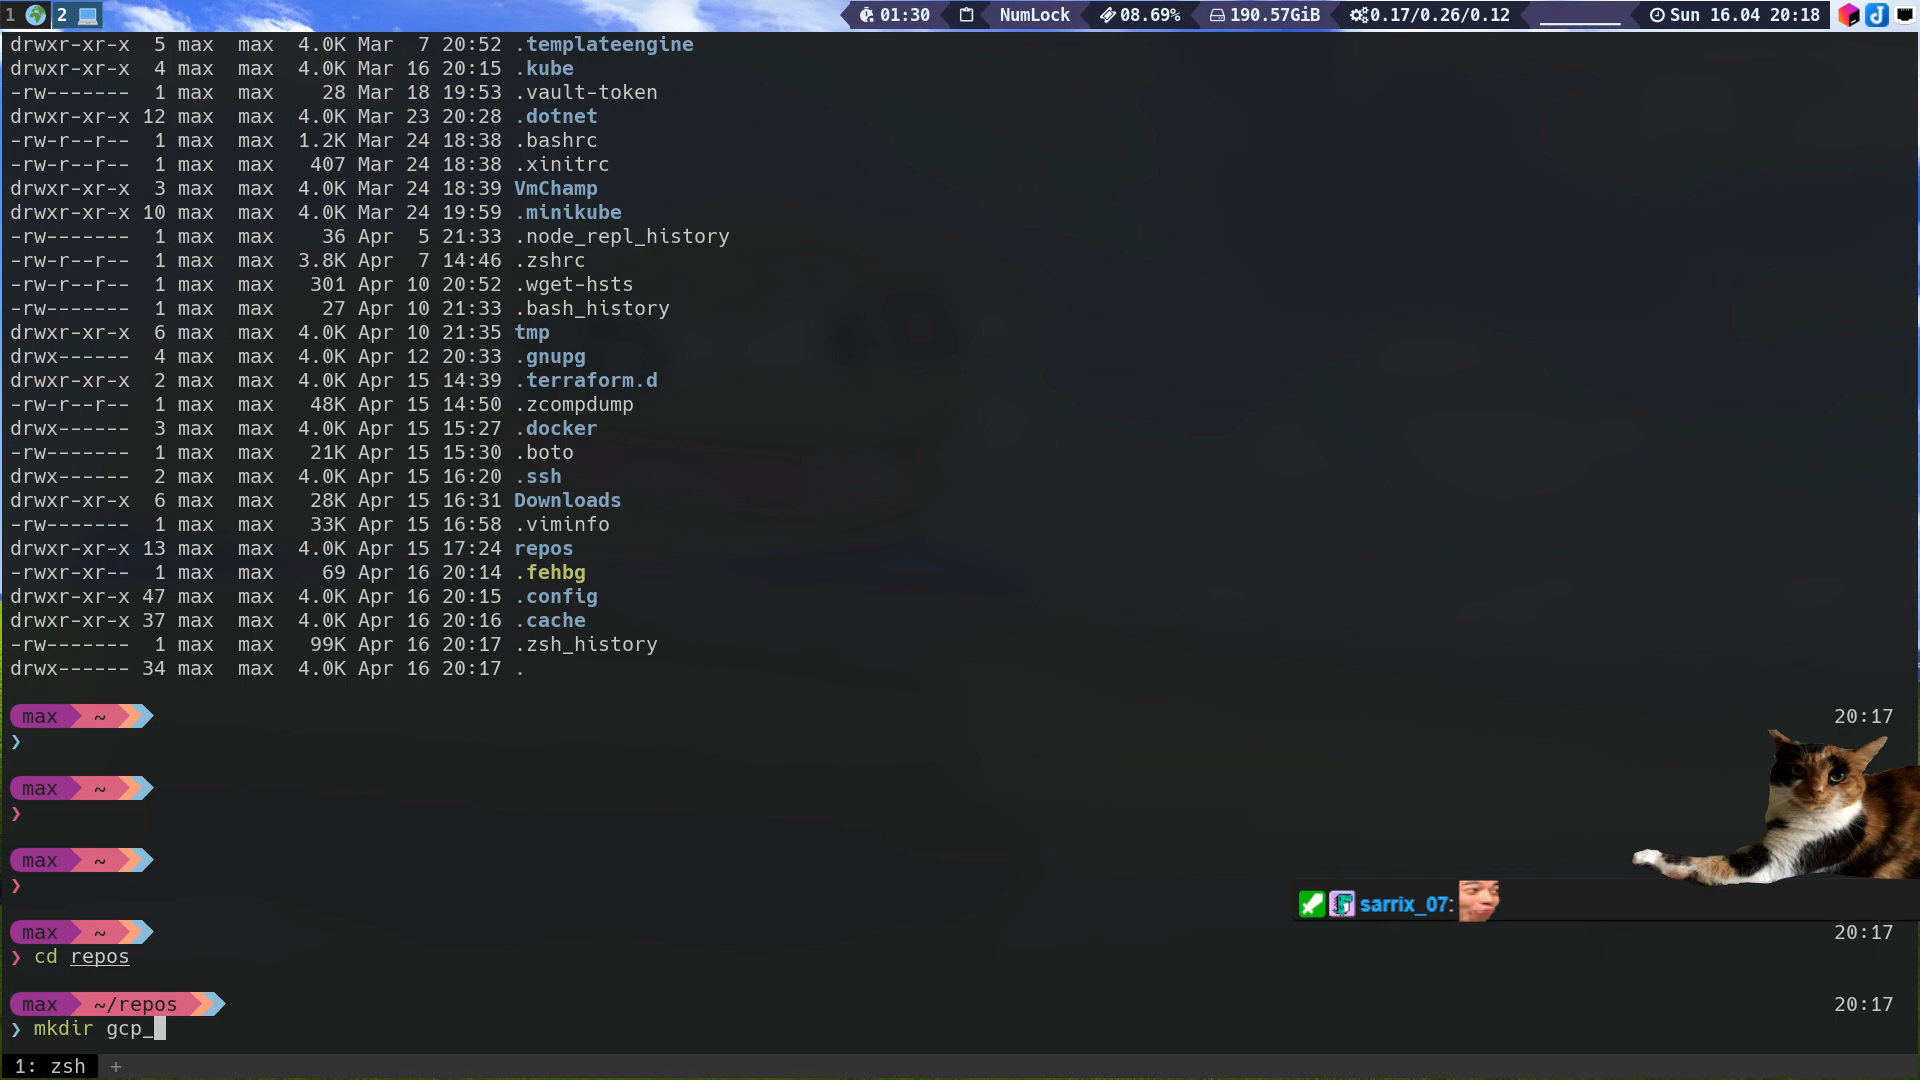 1 2 01:30 NumLock 08.69% 190.57GiB 0.17/0.26/0.12 Sun 16.04 20:18
drwxr-xr-x 5 max max 4.0K Mar 7 20:52 .templateengine
drwxr-xr-x 4 max max 4.0K Mar 16 20:15 .kube
-rw------- 1 max max 28 Mar 18 19:53 .vault-token
drwxr-xr-x 12 max max 4.0K Mar 23 20:28 .dotnet
-rw-r--r-- 1 max max 1.2K Mar 24 18:38 .bashrc
-rw-r--r-- 1 max max 407 Mar 24 18:38 .xinitrc
drwxr-xr-x 3 max max 4.0K Mar 24 18:39 VmChamp
drwxr-xr-x 10 max max 4.0K Mar 24 19:59 .minikube
-rw------- 1 max max 36 Apr 5 21:33 .node_repl_history
-rw-r--r-- 1 max max 3.8K Apr 7 14:46 .zshrc
-rw-r--r-- 1 max max 301 Apr 10 20:52 .wget-hsts
-rw------- 1 max max 27 Apr 10 21:33 .bash_history
drwxr-xr-x 6 max max 4.0K Apr 10 21:35 tmp
drwx------ 4 max max 4.0K Apr 12 20:33 .gnupg
drwxr-xr-x 2 max max 4.0K Apr 15 14:39 .terraform.d
-rw-r--r-- 1 max max 48K Apr 15 14:50 .zcompdump
drwx------ 3 max max 4.0K Apr 15 15:27 .docker
-rw------- 1 max max 21K Apr 15 15:30 .boto
drwx------ 2 max max 4.0K Apr 15 16:20 .ssh
drwxr-xr-x 6 max max 28K Apr 15 16:31 Downloads
-rw------- 1 max max 33K Apr 15 16:58 .viminfo
drwxr-xr-x 13 max max 4.0K Apr 15 17:24 repos
-rwxr-xr-- 1 max max 69 Apr 16 20:14 .fehbg
drwxr-xr-x 47 max max 4.0K Apr 16 20:15 .config
drwxr-xr-x 37 max max 4.0K Apr 16 20:16 .cache
-rw------- 1 max max 99K Apr 16 20:17 .zsh_history
drwx------ 34 max max 4.0K Apr 16 20:17 .
max ~ 20:17
❯
max ~
❯
max ~
❯
sarrix_07:
max ~ 20:17
❯ cd repos
max ~/repos 20:17
❯ mkdir gcp_
1: zsh +